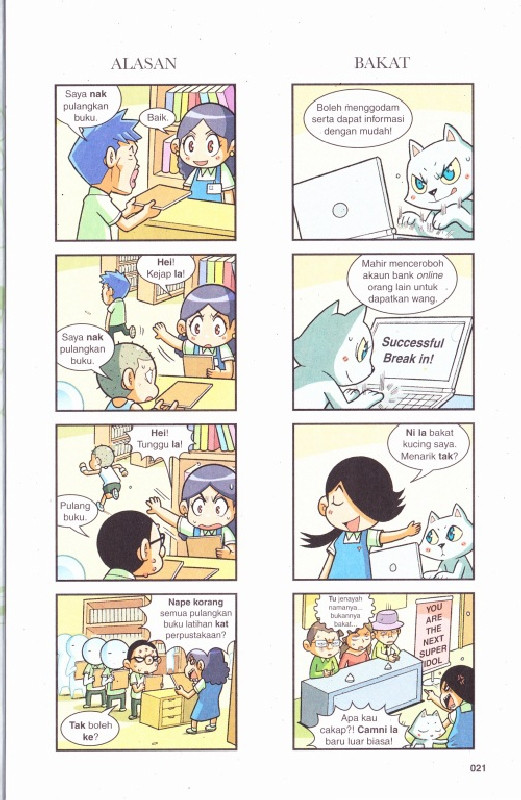 ALASAN
Saya nak
pulangkan
buku.
Baik.
Hei!
Kejap la!
Saya nak
pulangkan
buku.
Hei!
Tunggu la!
Pulang
buku.
Nape korang
semua pulangkan
buku latihan kat
perpustakaan?
Tak boleh
ke?
BAKAT
Boleh menggodam
serta dapat informasi
dengan mudah!
Mahir menceroboh
akaun bank online
orang lain untuk
dapatkan wang.
Successful
Break in!
Ni la bakat
kucing saya.
Menarik tak?
Tu jenayah
namanya...
bukannya
bakat...
YOU
ARE
THE
NEXT
SUPER
IDOL
Apa kau
cakap?! Camni la
baru luar biasa!
021